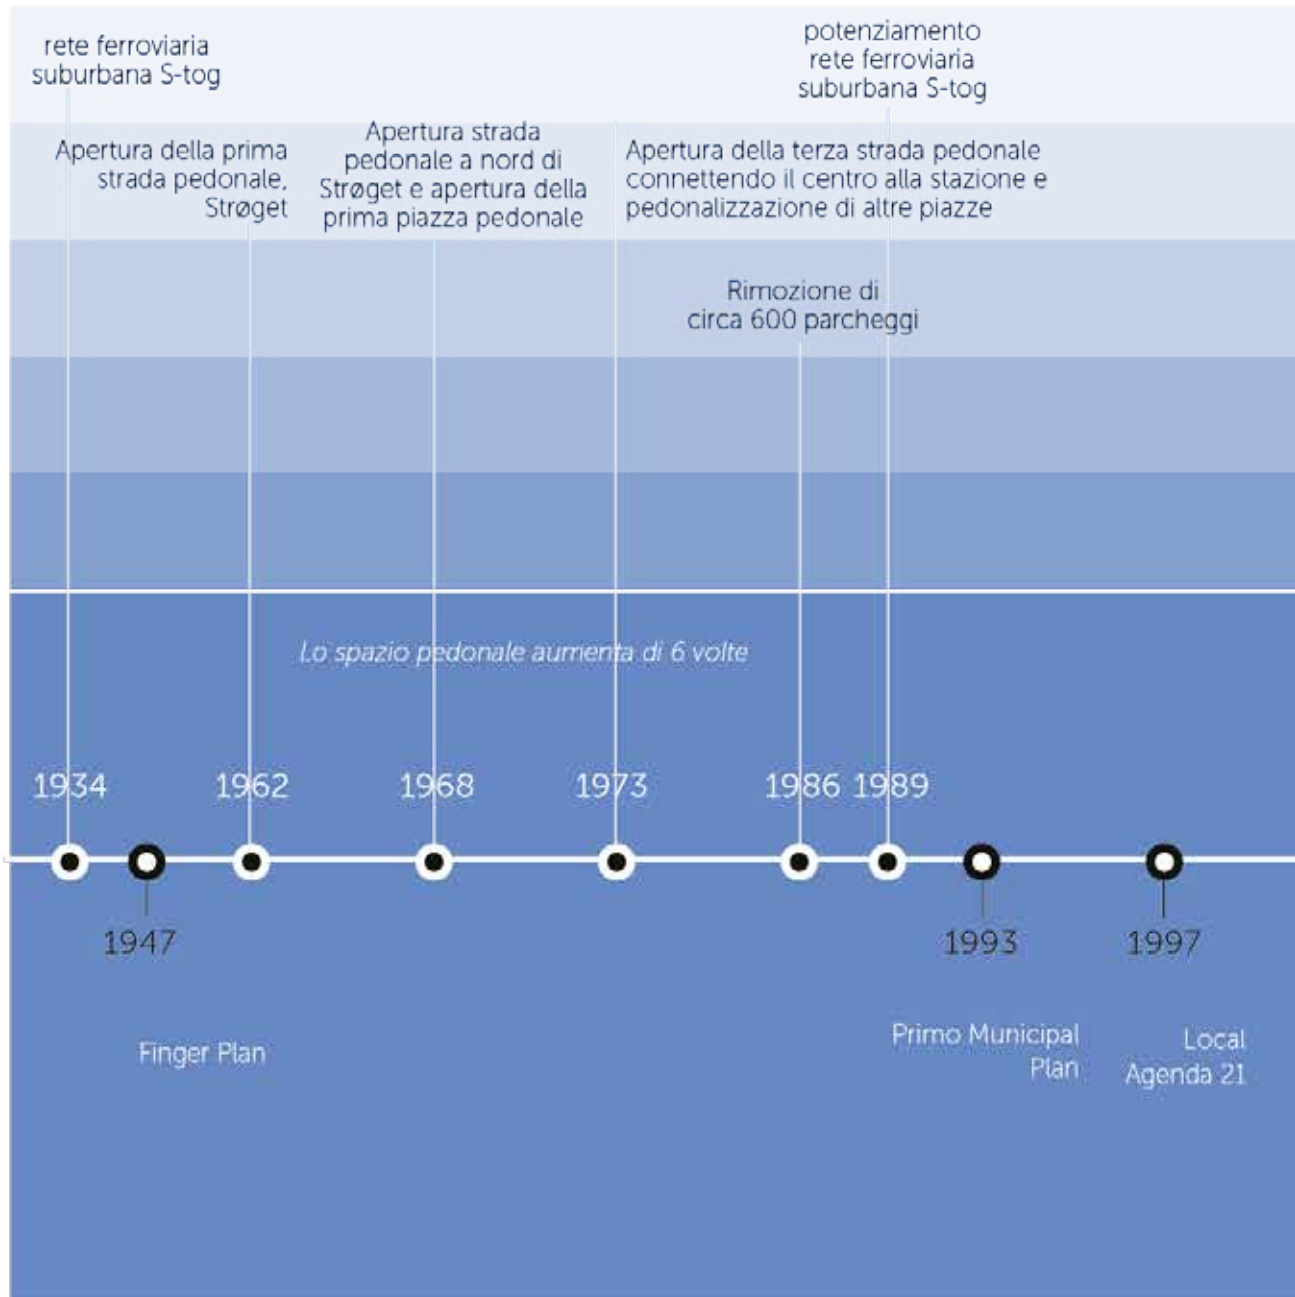 rete ferroviaria
suburbana S-tog
potenziamento
rete ferroviaria
suburbana S-tog
Apertura della prima
strada pedonale,
Strøget
Apertura strada
pedonale a nord di
Strøget e apertura della
prima piazza pedonale
Apertura della terza strada pedonale
connettendo il centro alla stazione e
pedonalizzazione di altre piazze
Rimozione di
circa 600 parcheggi
Lo spazio pedonale aumenta di 6 volte
1934
1962
1968
1973
1986
1989
1947
1993
1997
Finger Plan
Primo Municipal
Plan
Local
Agenda 21